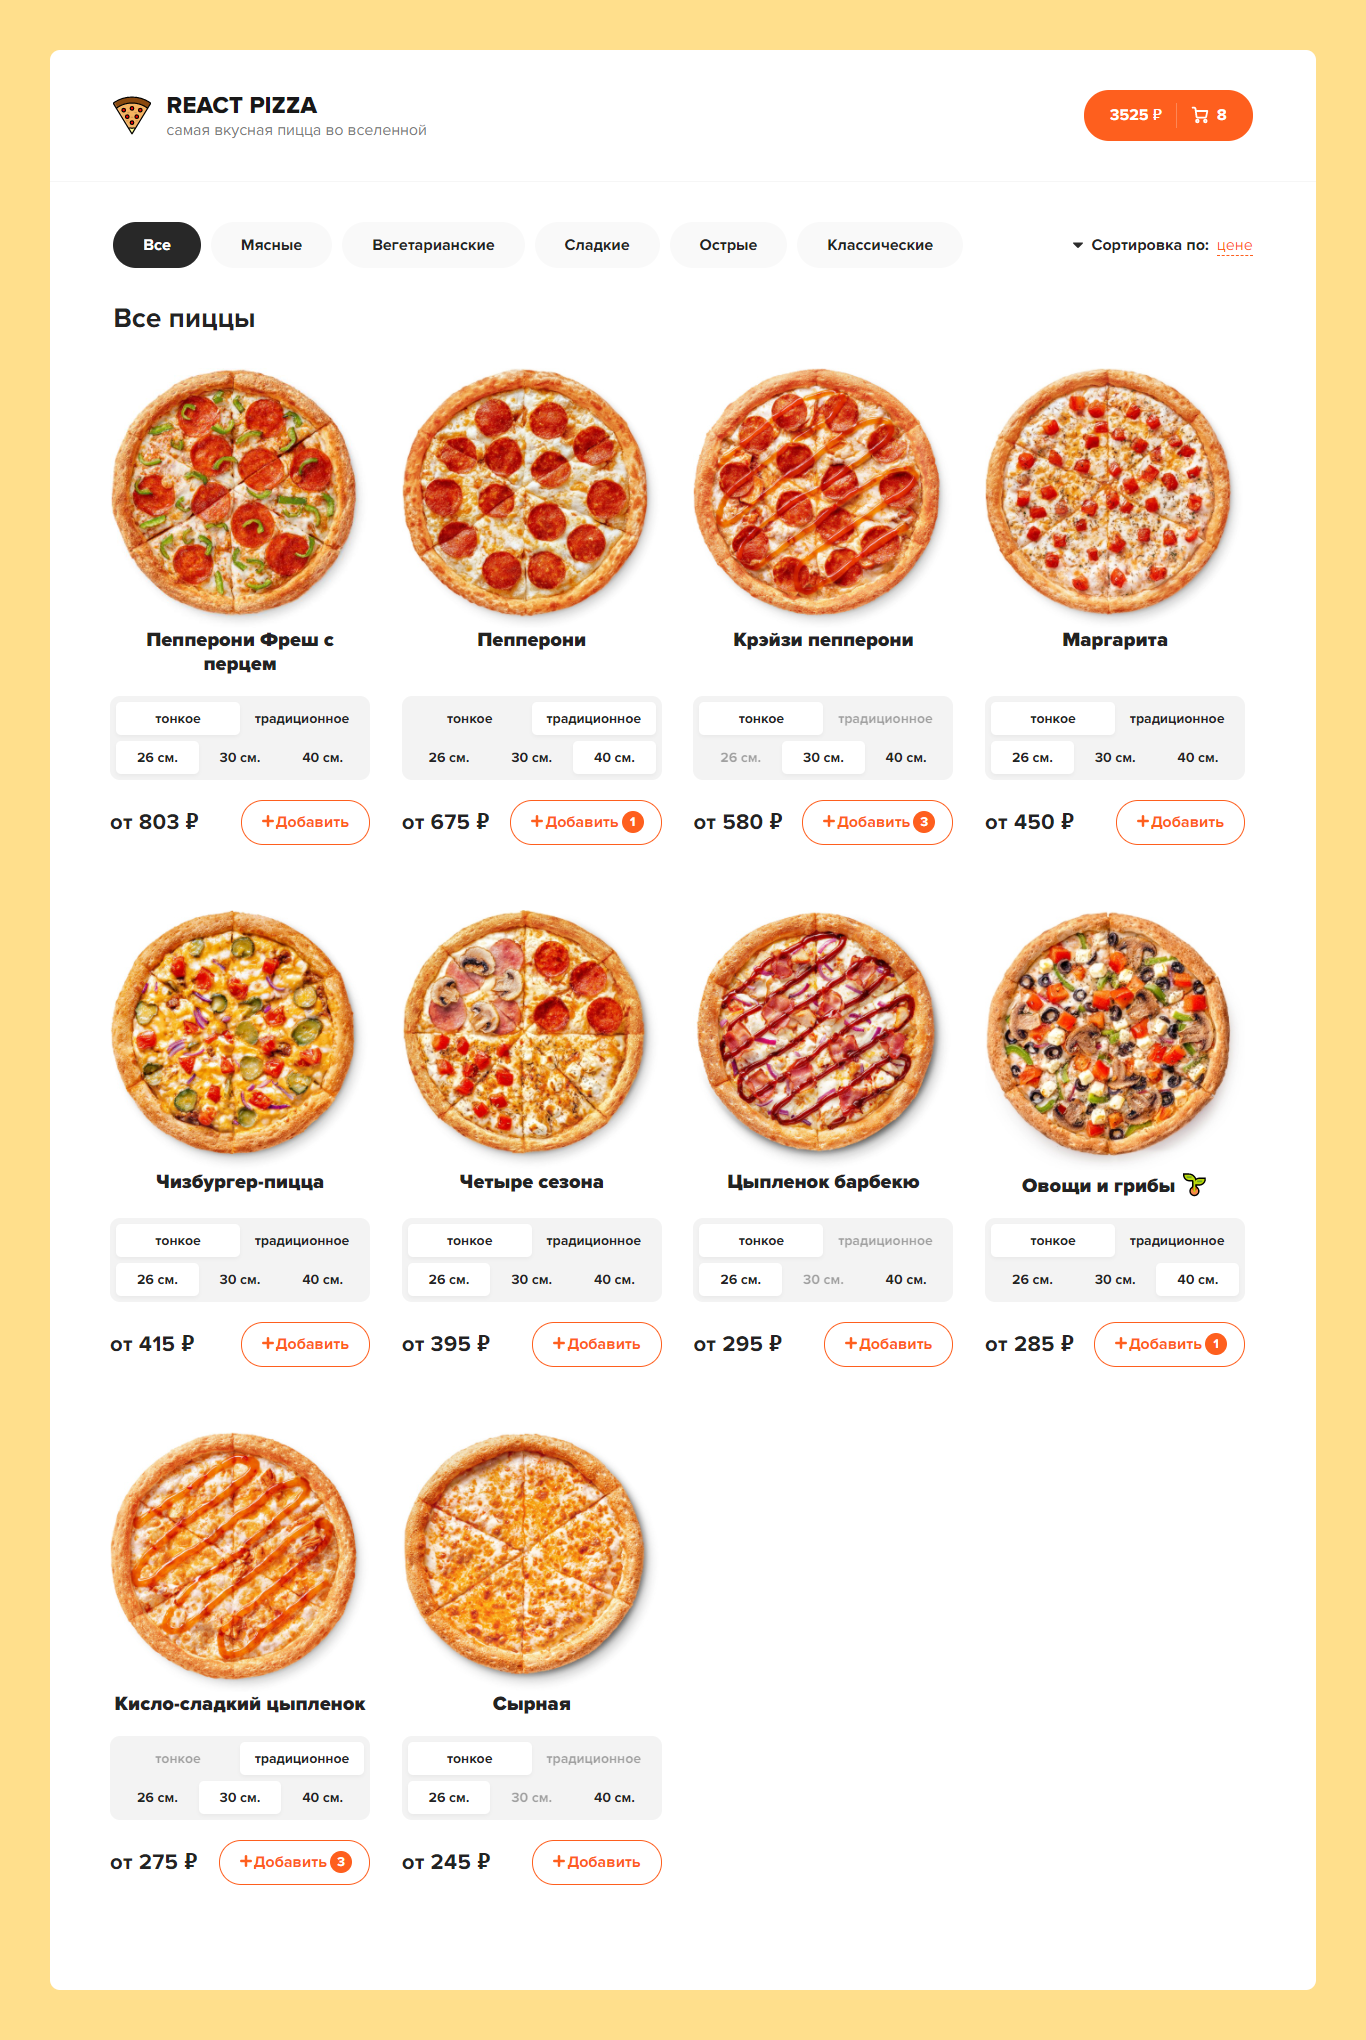 REACT PIZZA
самая вкусная пицца во вселенной
3525 ₽ 8
Все Мясные Вегетарианские Сладкие Острые Классические Сортировка по: цене
Все пиццы
Пепперони Фреш с
перцем
тонкое традиционное
26 см. 30 см. 40 см.
от 803 ₽ +Добавить
Пепперони
тонкое традиционное
26 см. 30 см. 40 см.
от 675 ₽ +Добавить 1
Крэйзи пепперони
тонкое традиционное
26 см. 30 см. 40 см.
от 580 ₽ +Добавить 3
Маргарита
тонкое традиционное
26 см. 30 см. 40 см.
от 450 ₽ +Добавить
Чизбургер-пицца
тонкое традиционное
26 см. 30 см. 40 см.
от 415 ₽ +Добавить
Четыре сезона
тонкое традиционное
26 см. 30 см. 40 см.
от 395 ₽ +Добавить
Цыпленок барбекю
тонкое традиционное
26 см. 30 см. 40 см.
от 295 ₽ +Добавить
Овощи и грибы
тонкое традиционное
26 см. 30 см. 40 см.
от 285 ₽ +Добавить 1
Кисло-сладкий цыпленок
тонкое традиционное
26 см. 30 см. 40 см.
от 275 ₽ +Добавить 3
Сырная
тонкое традиционное
26 см. 30 см. 40 см.
от 245 ₽ +Добавить